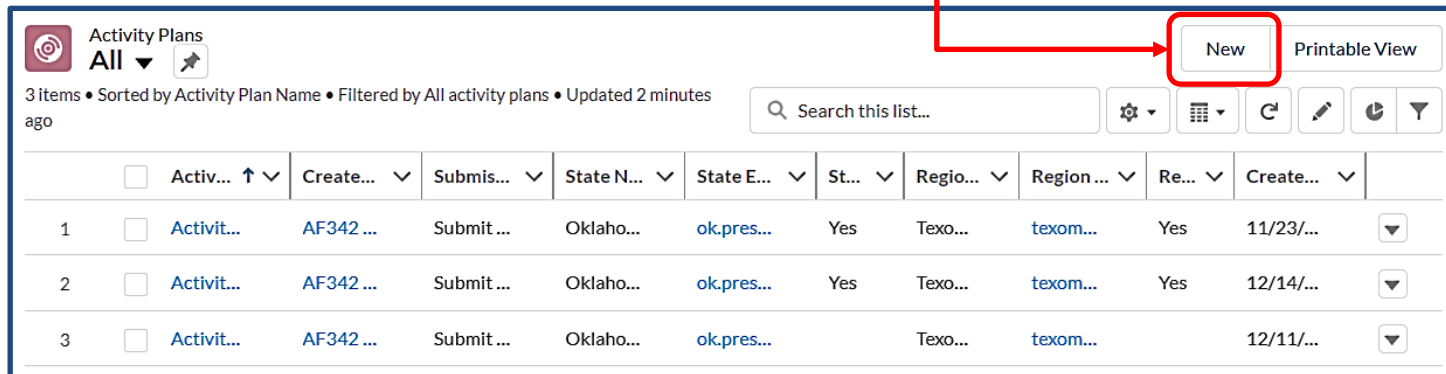 Activity Plans
All
New Printable View
3 items • Sorted by Activity Plan Name • Filtered by All activity plans • Updated 2 minutes
ago
Search this list...
Activ... Create... Submis... State N... State E... St... Regio... Region ... Re... Create...
1 Activit... AF342 ... Submit ... Oklaho... ok.pres... Yes Texo... texom... Yes 11/23/...
2 Activit... AF342 ... Submit ... Oklaho... ok.pres... Yes Texo... texom... Yes 12/14/...
3 Activit... AF342 ... Submit ... Oklaho... ok.pres... Texo... texom... 12/11/...